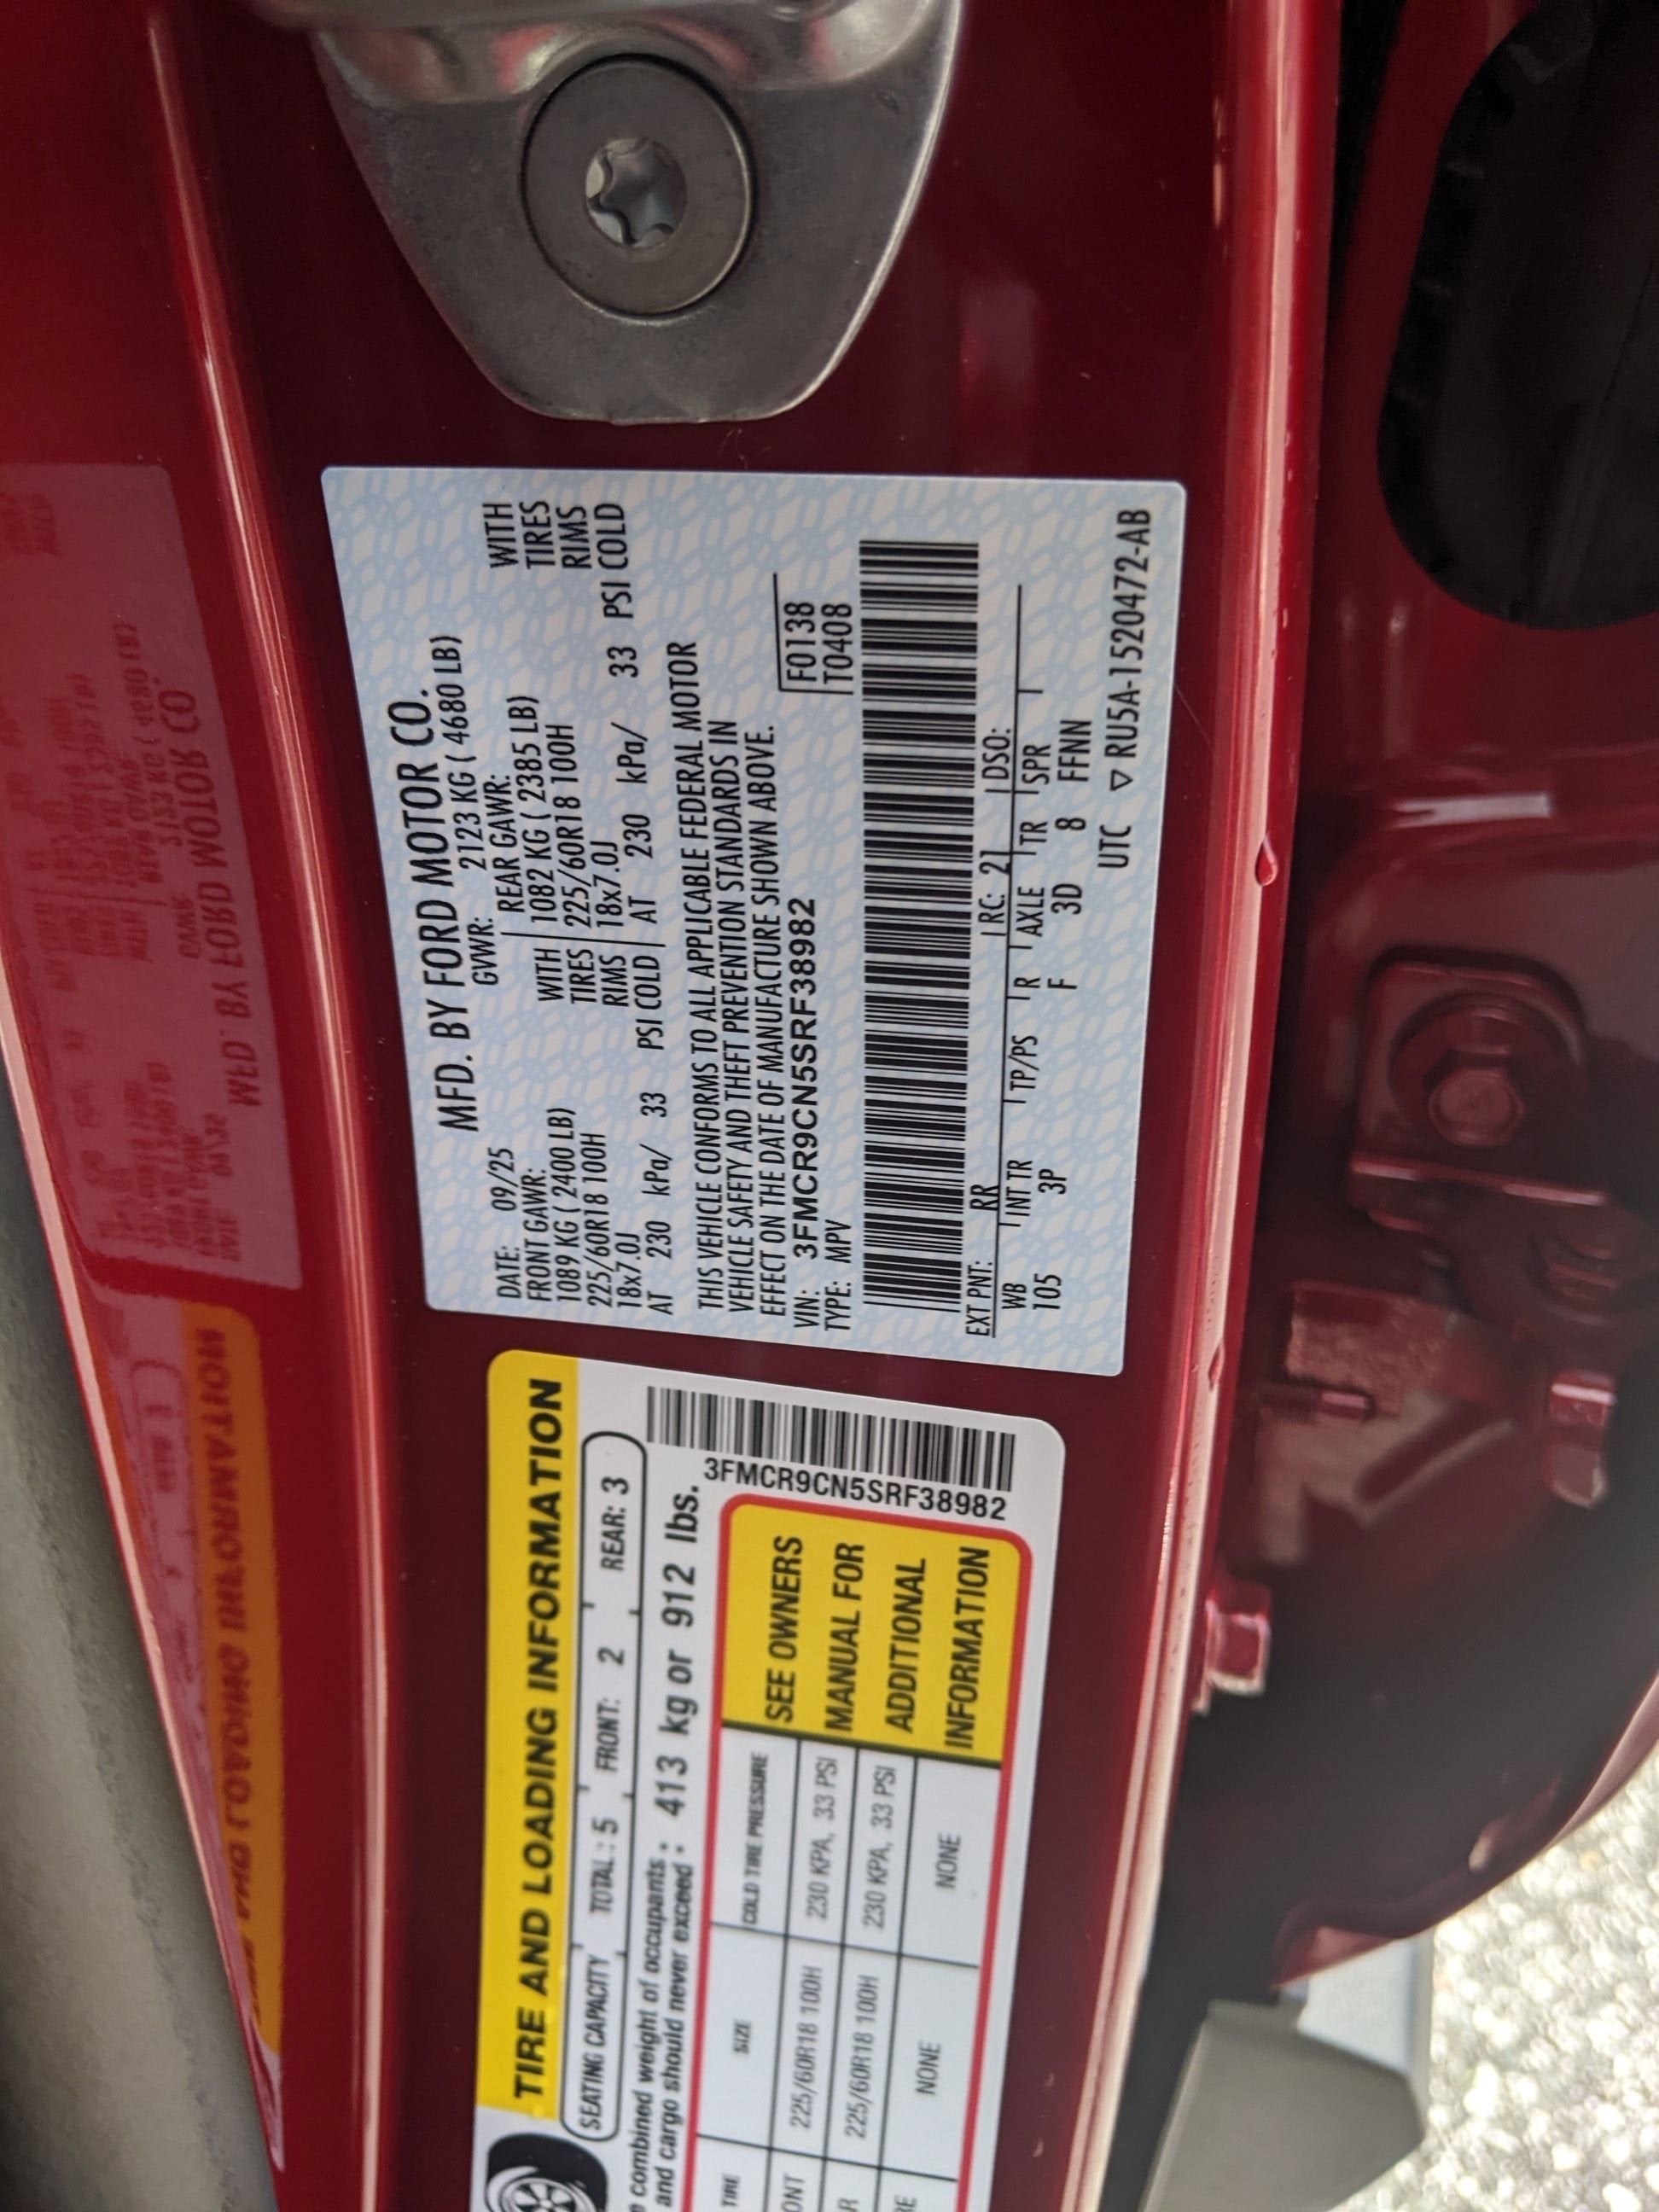 MFD. BY FORD MOTOR CO.
DATE: 09/25 GVWR: 2123 KG ( 4680 LB)
FRONT GAWR: REAR GAWR:
1089 KG ( 2400 LB) WITH 1082 KG ( 2385 LB) WITH
225/60R18 100H TIRES 225/60R18 100H TIRES
18x7.0J RIMS 18x7.0J RIMS
AT 230 kPa/ 33 PSI COLD AT 230 kPa/ 33 PSI COLD
THIS VEHICLE CONFORMS TO ALL APPLICABLE FEDERAL MOTOR
VEHICLE SAFETY AND THEFT PREVENTION STANDARDS IN
EFFECT ON THE DATE OF MANUFACTURE SHOWN ABOVE.
VIN: 3FMCR9CN5SRF38982 F0138
TYPE: MPV T0408
EXT PNT: RR RC: 21 DSO:
WB INT TR TP/PS R AXLE TR SPR
105 3P F 3D 8 FFNN
UTC ▽ RU5A-1520472-AB
TIRE AND LOADING INFORMATION
SEATING CAPACITY TOTAL: 5 FRONT: 2 REAR: 3
combined weight of occupants
and cargo should never exceed : 413 kg or 912 lbs.
3FMCR9CN5SRF38982
TIRE SIZE COLD TIRE PRESSURE
225/60R18 100H 230 KPA, 33 PSI
225/60R18 100H 230 KPA, 33 PSI
NONE NONE
SEE OWNERS
MANUAL FOR
ADDITIONAL
INFORMATION